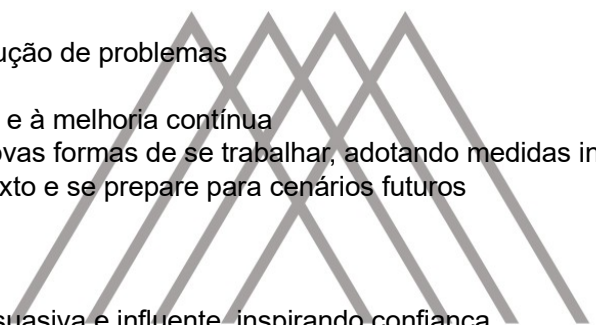 ução de problemas
e à melhoria contínua
ovas formas de se trabalhar, adotando medidas in
xto e se prepare para cenários futuros
suasiva e influente, inspirando confiança